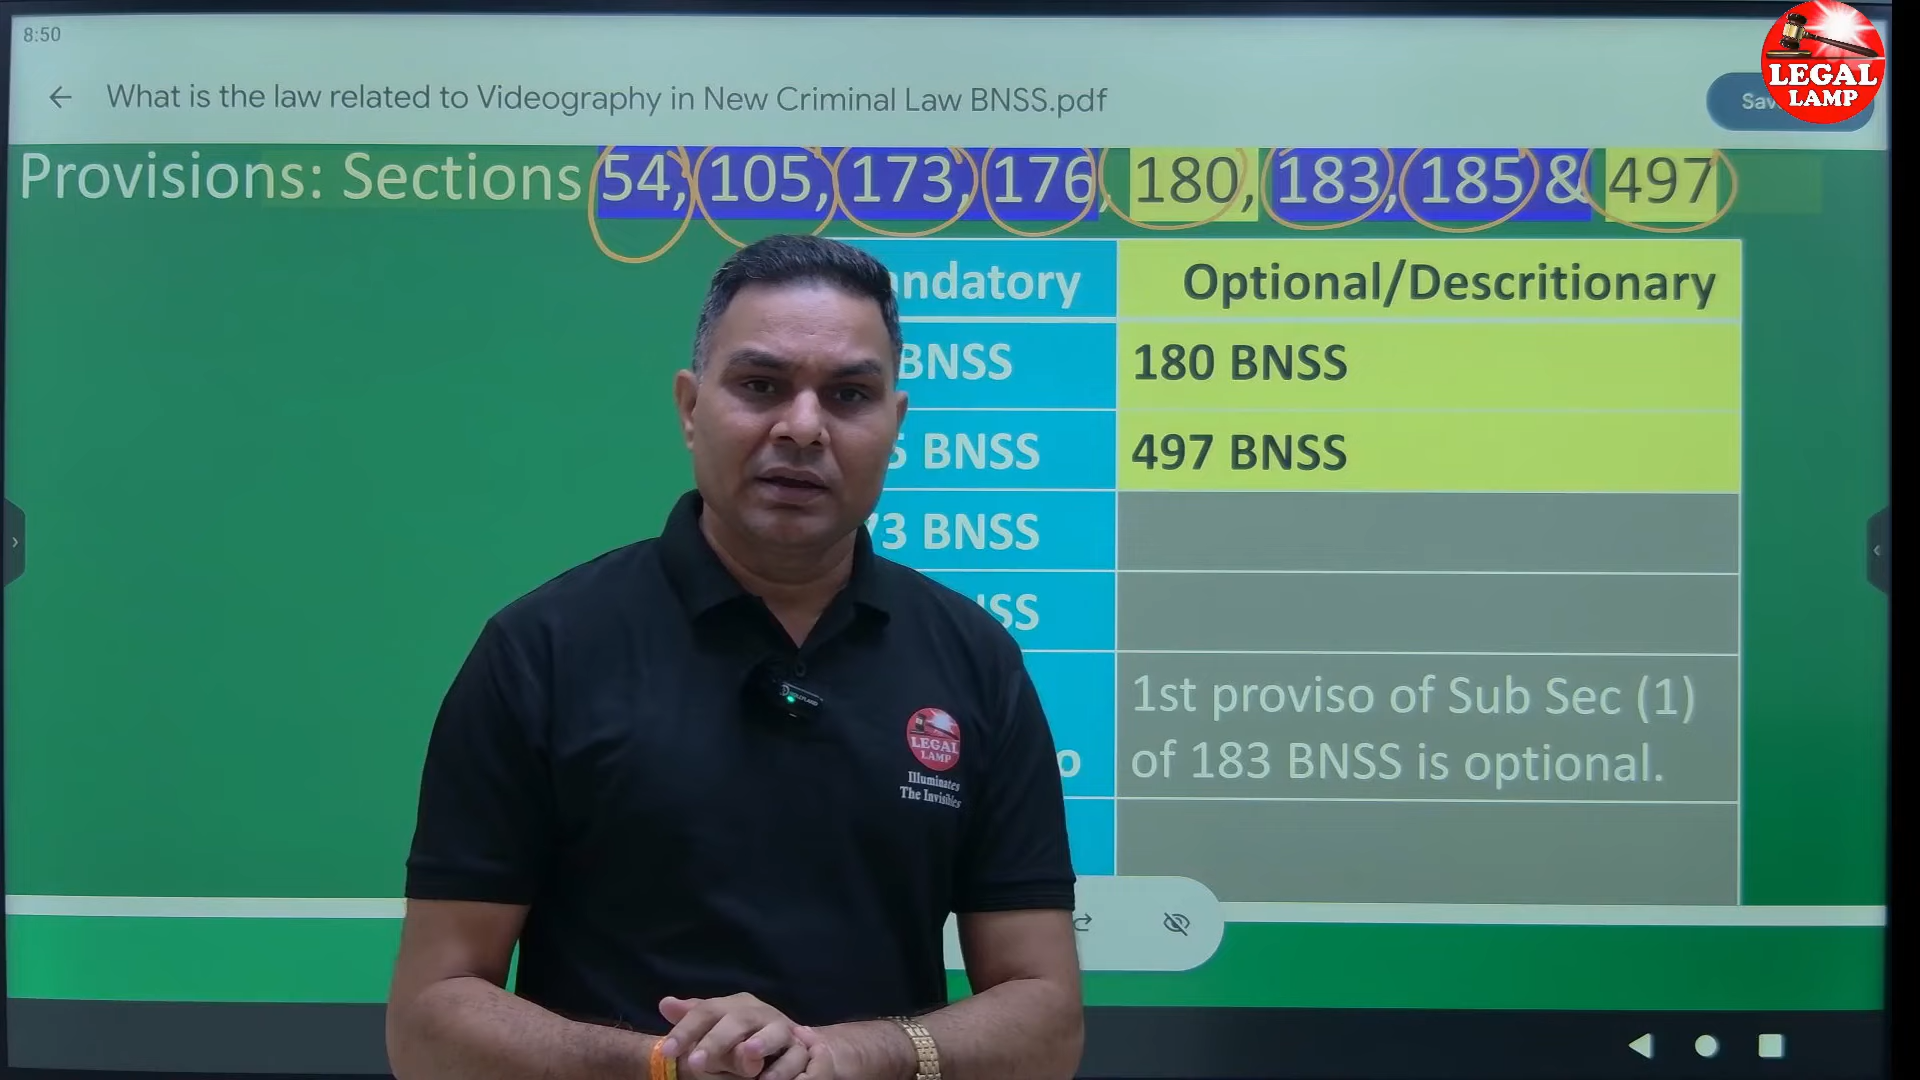 8:50
What is the law related to Videography in New Criminal Law BNSS.pdf
LEGAL
LAMP
Provisions: Sections 54, 105, 173, 176, 180, 183, 185 & 497
Optional/Descritionary
BNSS
180 BNSS
BNSS
497 BNSS
BNSS
1st proviso of Sub Sec (1)
of 183 BNSS is optional.
LEGAL
LAMP
Illuminates
The Invisibles